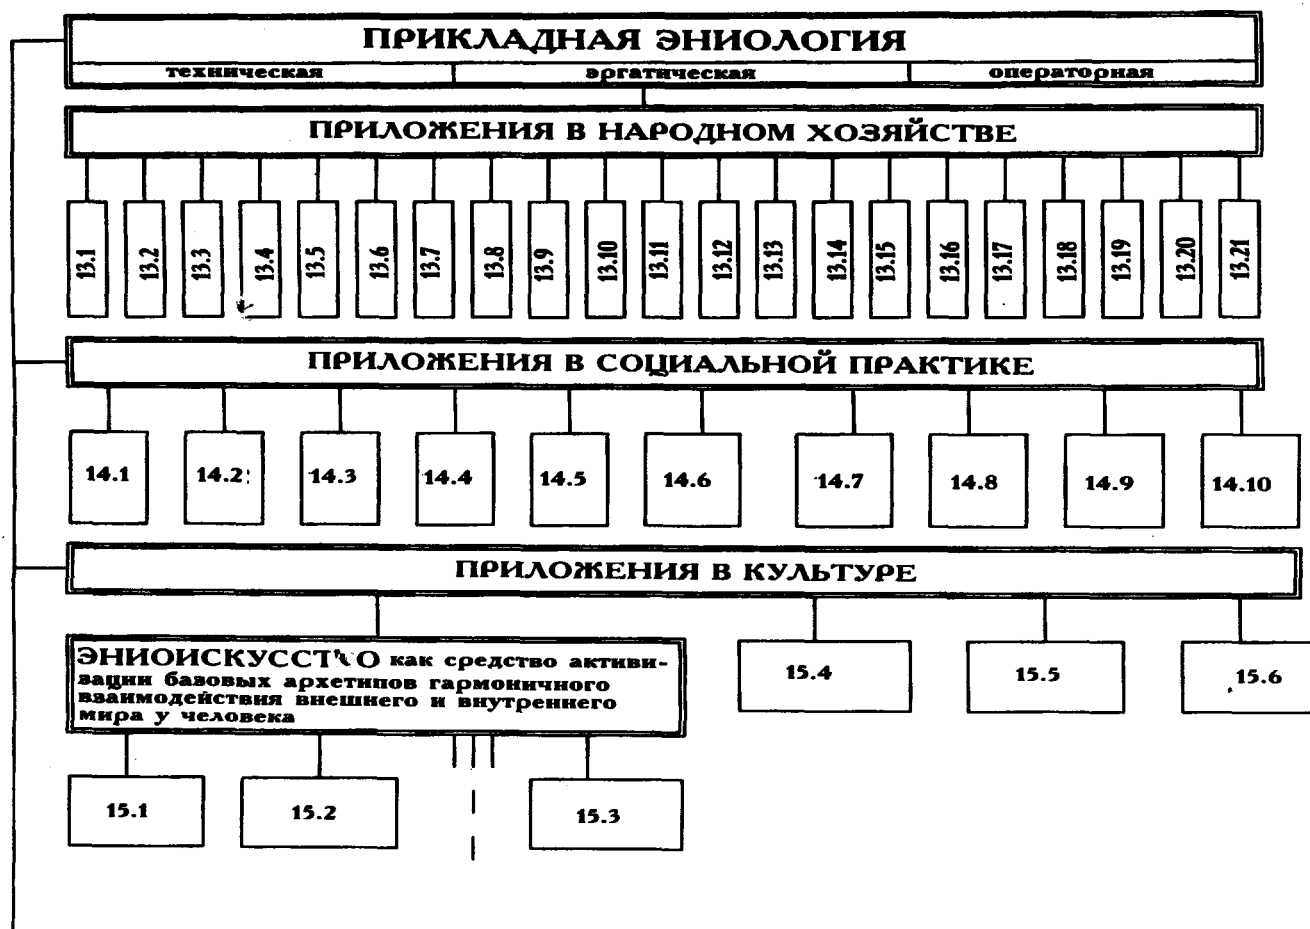 ПРИКЛАДНАЯ ЭНИОЛОГИЯ
техническая эргатическая операторная
ПРИЛОЖЕНИЯ В НАРОДНОМ ХОЗЯЙСТВЕ
13.1 13.2 13.3 13.4 13.5 13.6 13.7 13.8 13.9 13.10 13.11 13.12 13.13 13.14 13.15 13.16 13.17 13.18 13.19 13.20 13.21
ПРИЛОЖЕНИЯ В СОЦИАЛЬНОЙ ПРАКТИКЕ
14.1 14.2 14.3 14.4 14.5 14.6 14.7 14.8 14.9 14.10
ПРИЛОЖЕНИЯ В КУЛЬТУРЕ
ЭНИОИСКУССТВО как средство активи-
зации базовых архетипов гармоничного
взаимодействия внешнего и внутреннего
мира у человека
15.4 15.5 15.6
15.1 15.2 15.3